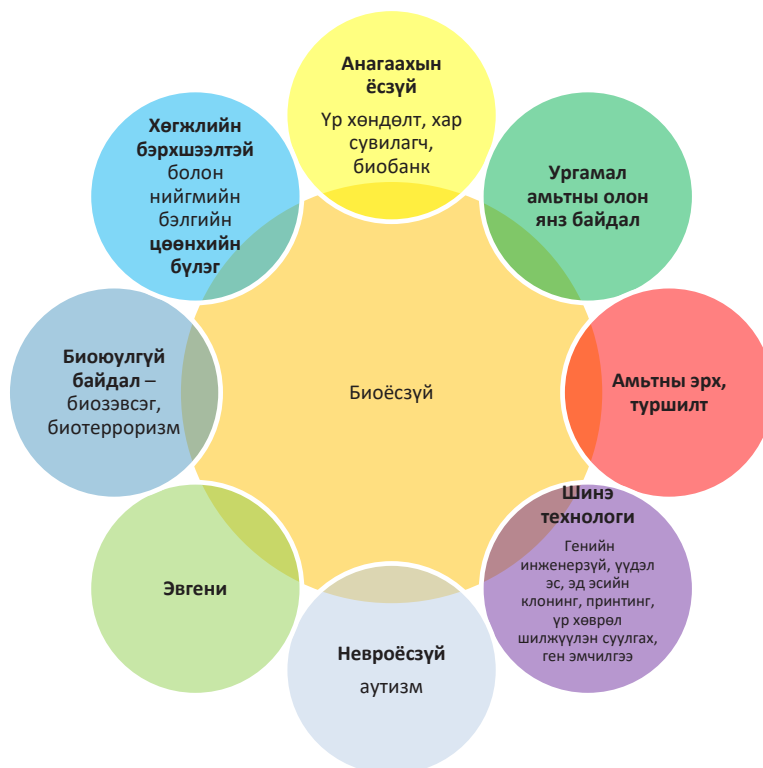 Анагаахын
ёсзүй
Үр хөндөлт, хар
сувилагч,
биобанк
Ургамал
амьтны олон
янз байдал
Амьтны эрх,
туршилт
Шинэ
технологи
Генийн
инженерзүй, үүдэл
эс, эд эсийн
клонинг, принтинг,
үр хөврөл
шилжүүлэн суулгах,
ген эмчилгээ
Невроёсзүй
аутизм
Эвгени
Биоюулгүй
байдал –
биозэвсэг,
биотерроризм
Хөгжлийн
бэрхшээлтэй
болон
нийгмийн
бэлгийн
цөөнхийн
бүлэг
Биоёсзүй